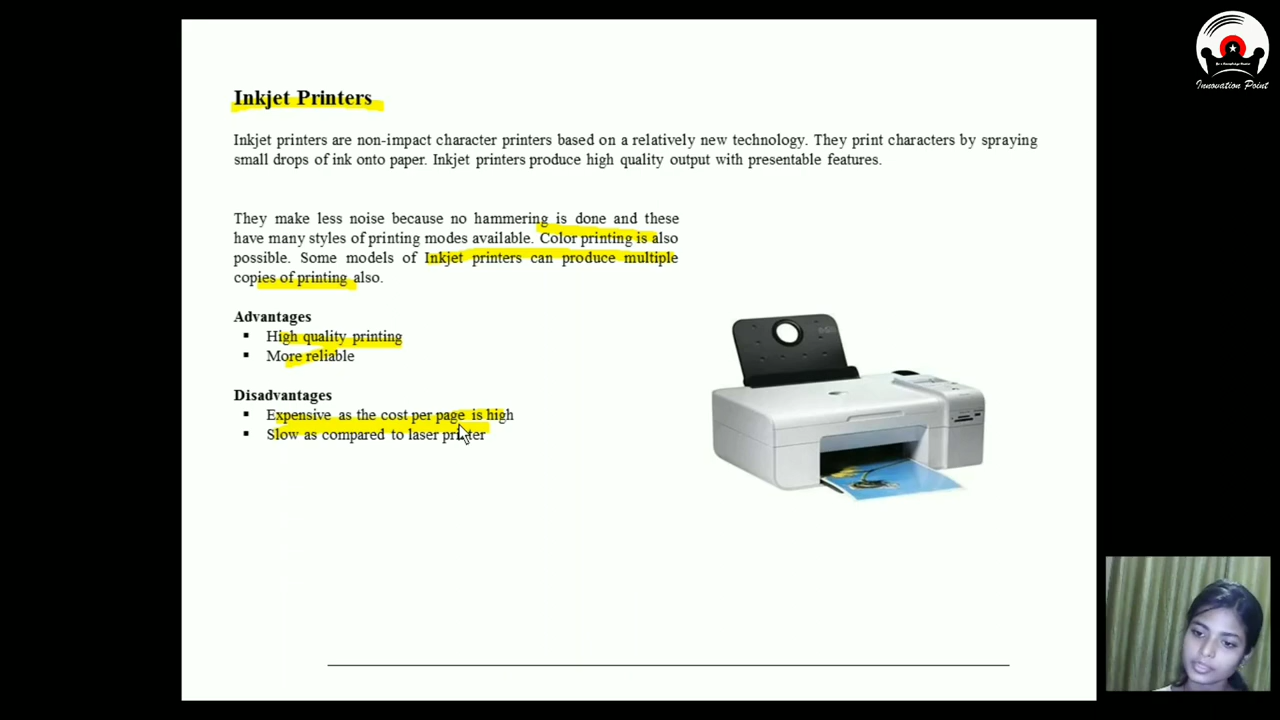 Inkjet Printers
Inkjet printers are non-impact character printers based on a relatively new technology. They print characters by spraying
small drops of ink onto paper. Inkjet printers produce high quality output with presentable features.
They make less noise because no hammering is done and these
have many styles of printing modes available. Color printing is also
possible. Some models of Inkjet printers can produce multiple
copies of printing also.
Advantages
▪ High quality printing
▪ More reliable
Disadvantages
▪ Expensive as the cost per page is high
▪ Slow as compared to laser printer
Innovation Point